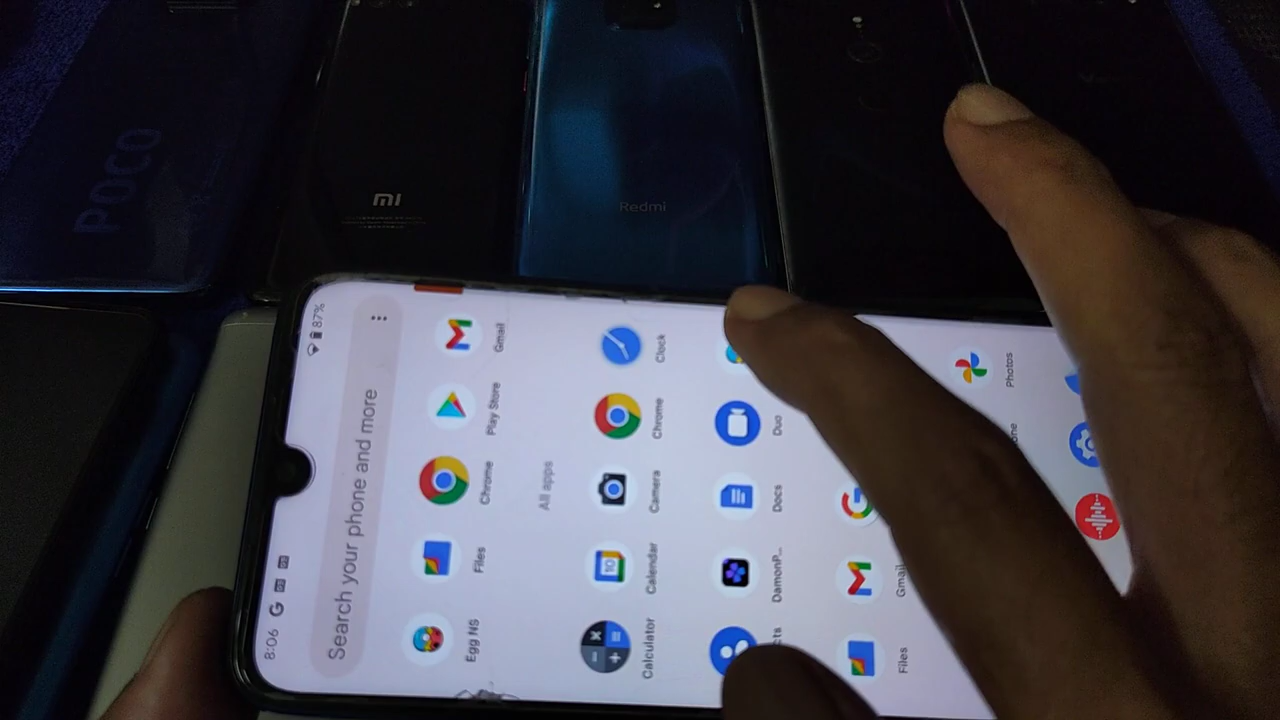 POCO
mi
Redmi
8:06 G 87%
Search your phone and more
Egg NS Files Chrome Play Store Gmail
All apps
Calculator Calendar Camera Chrome Clock
DamonP... Docs Duo
Files Gmail
Photos